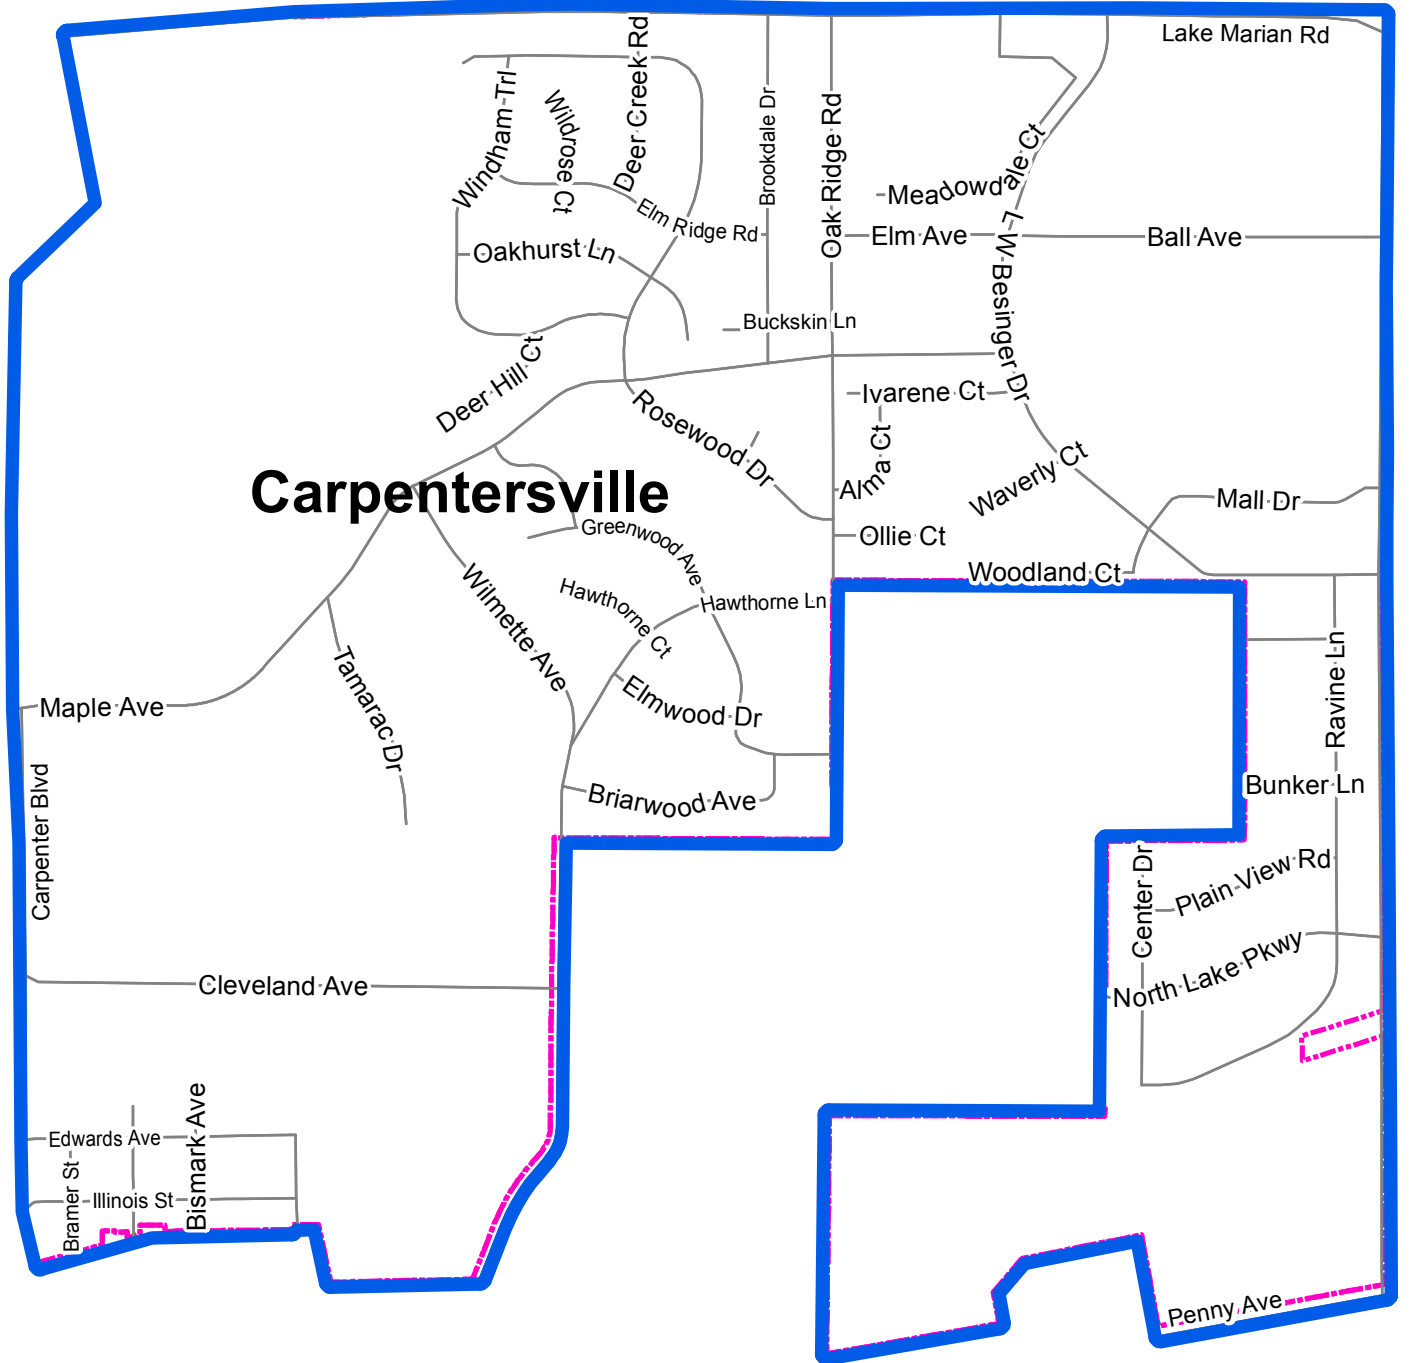 Lake Marian Rd
Deer Creek Rd
Windham Trl
Wildrose Ct
Brookdale Dr
Oak Ridge Rd
Meadowdale Ct
Elm Ridge Rd
Elm Ave
Ball Ave
Oakhurst Ln
L W Besinger Dr
Buckskin Ln
Deer Hill Ct
Rosewood Dr
Ivarene Ct
Alma Ct
Waverly Ct
Carpentersville
Mall Dr
Greenwood Ave
Ollie Ct
Woodland Ct
Wilmette Ave
Hawthorne Ct
Hawthorne Ln
Tamarac Dr
Elmwood Dr
Ravine Ln
Maple Ave
Carpenter Blvd
Briarwood Ave
Bunker Ln
Center Dr
Plain View Rd
North Lake Pkwy
Cleveland Ave
Edwards Ave
Bismark Ave
Bramer St
Illinois St
Penny Ave